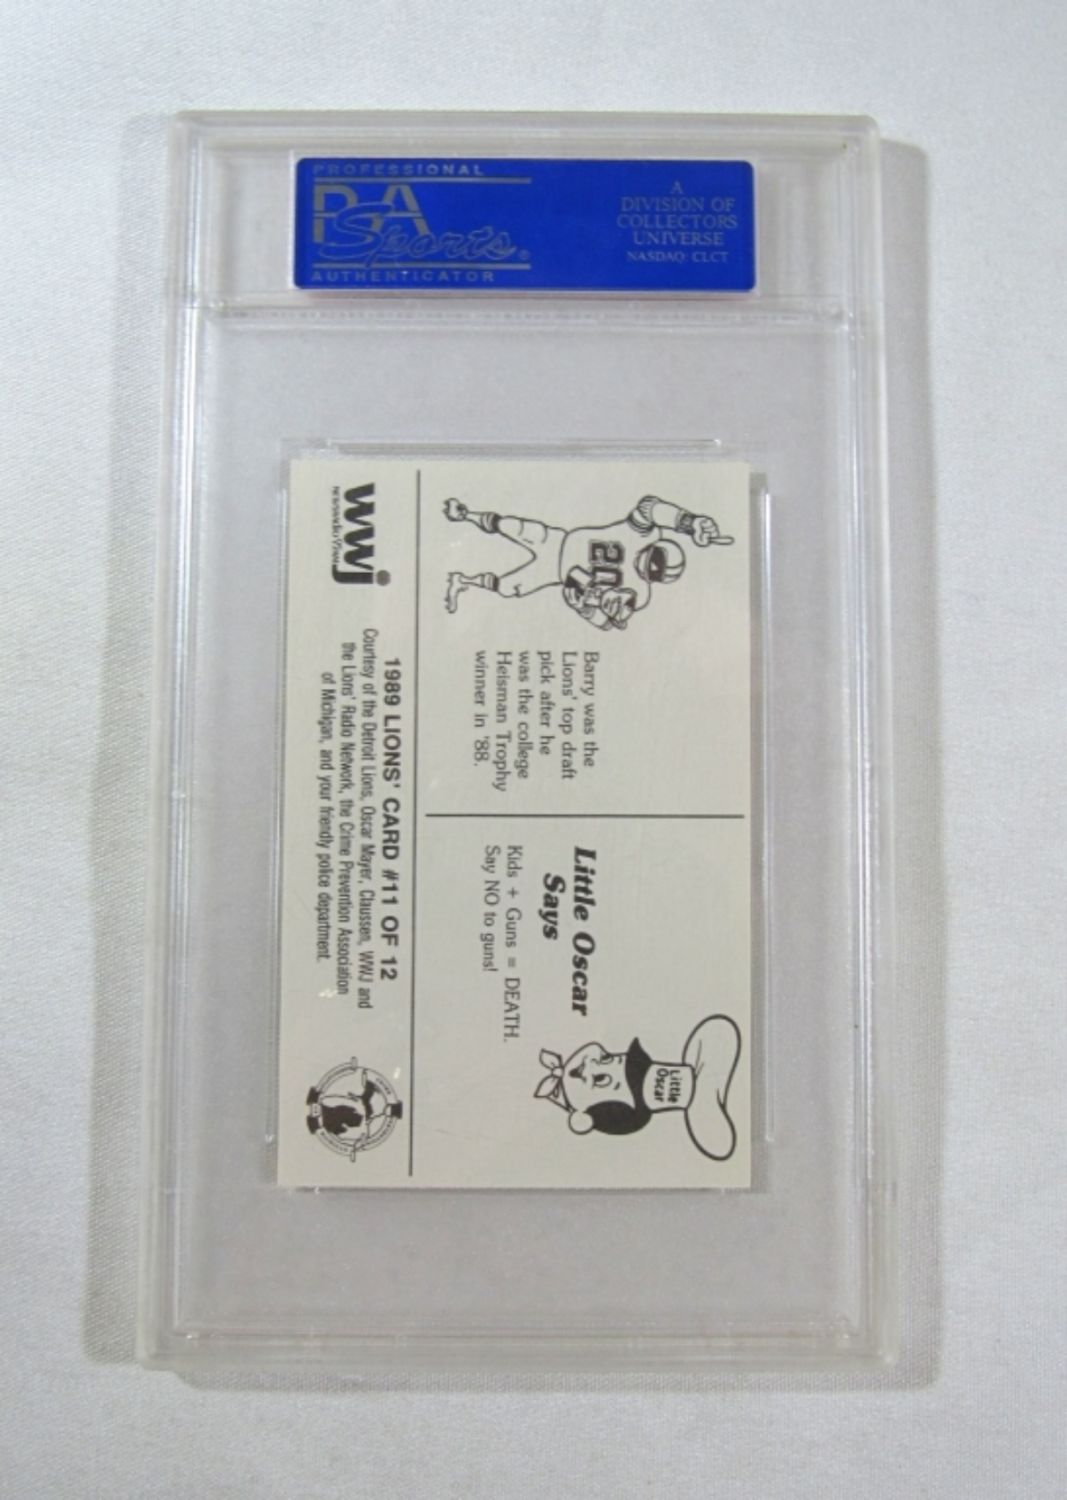 PROFESSIONAL
PSA
Sports®
AUTHENTICATOR
A
DIVISION OF
COLLECTORS
UNIVERSE
NASDAQ: CLCT
20
Barry was the
Lions' top draft
pick after he
was the college
Heisman Trophy
winner in '88.
Little Oscar
Says
Kids + Guns = DEATH.
Say NO to guns!
Little
Oscar
WWJ
1989 LIONS' CARD #11 OF 12
Courtesy of the Detroit Lions, Oscar Mayer, Claussen, WWJ and
the Lions' Radio Network, the Crime Prevention Association
of Michigan, and your friendly police department.